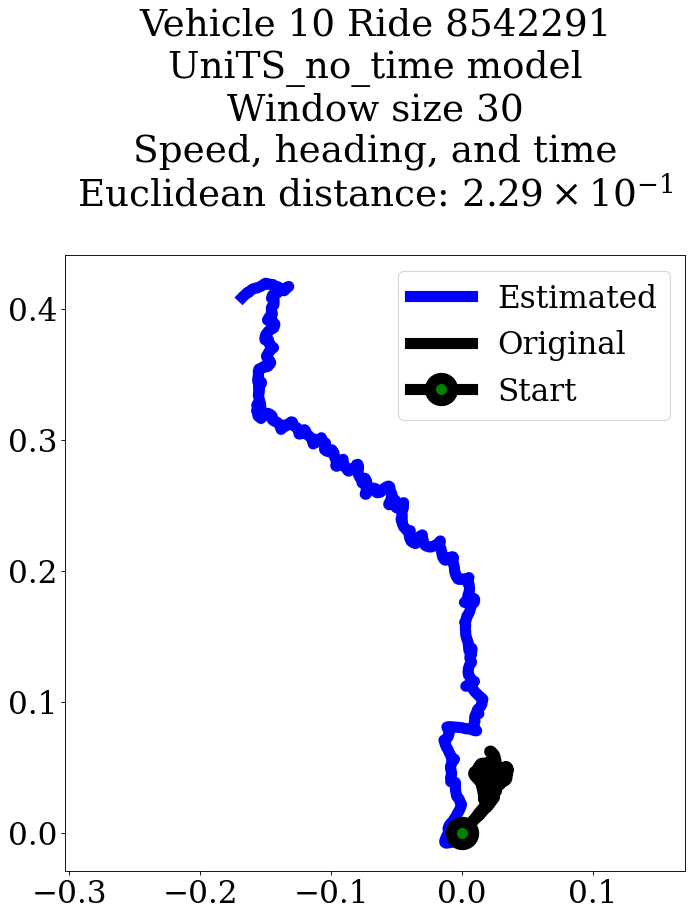 Vehicle 10 Ride 8542291
UniTS_no_time model
Window size 30
Speed, heading, and time
Euclidean distance: 2.29 × 10⁻¹
Estimated
Original
Start
0.4
0.3
0.2
0.1
0.0
−0.3 −0.2 −0.1 0.0 0.1